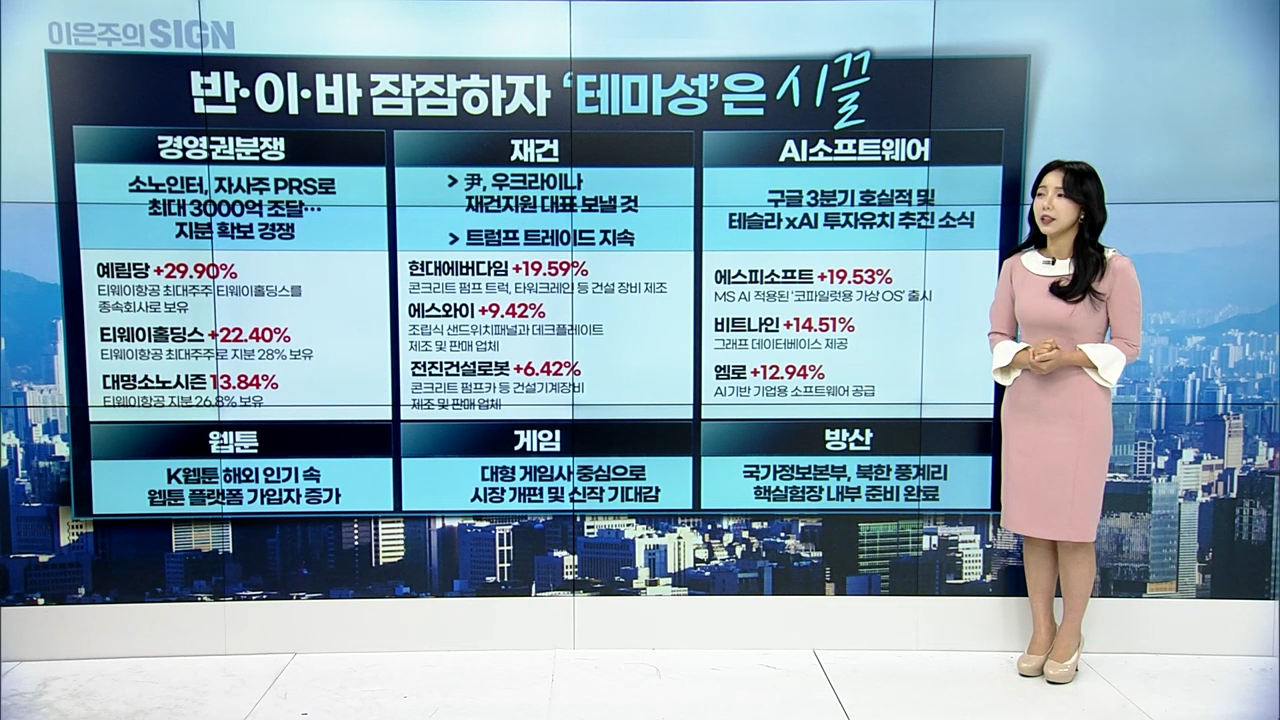 이은주의 SIGN
반·이·바 잠잠하자 ‘테마성’은 시끌
경영권분쟁
소노인터, 자사주 PRS로
최대 3000억 조달…
지분 확보 경쟁
예림당 +29.90%
티웨이항공 최대주주 티웨이홀딩스를
종속회사로 보유
티웨이홀딩스 +22.40%
티웨이항공 최대주주로 지분 28% 보유
대명소노시즌 13.84%
티웨이항공 지분 26.8% 보유
재건
> 尹, 우크라이나
재건지원 대표 보낼 것
> 트럼프 트레이드 지속
현대에버다임 +19.59%
콘크리트 펌프 트럭, 타워크레인 등 건설 장비 제조
에스와이 +9.42%
조립식 샌드위치패널과 데크플레이트
제조 및 판매 업체
전진건설로봇 +6.42%
콘크리트 펌프카 등 건설기계장비
제조 및 판매 업체
AI소프트웨어
구글 3분기 호실적 및
테슬라 xAI 투자유치 추진 소식
에스피소프트 +19.53%
MS AI 적용된 ‘코파일럿용 가상 OS’ 출시
비트나인 +14.51%
그래프 데이터베이스 제공
엠로 +12.94%
AI기반 기업용 소프트웨어 공급
웹툰
K웹툰 해외 인기 속
웹툰 플랫폼 가입자 증가
게임
대형 게임사 중심으로
시장 개편 및 신작 기대감
방산
국가정보본부, 북한 풍계리
핵실험장 내부 준비 완료